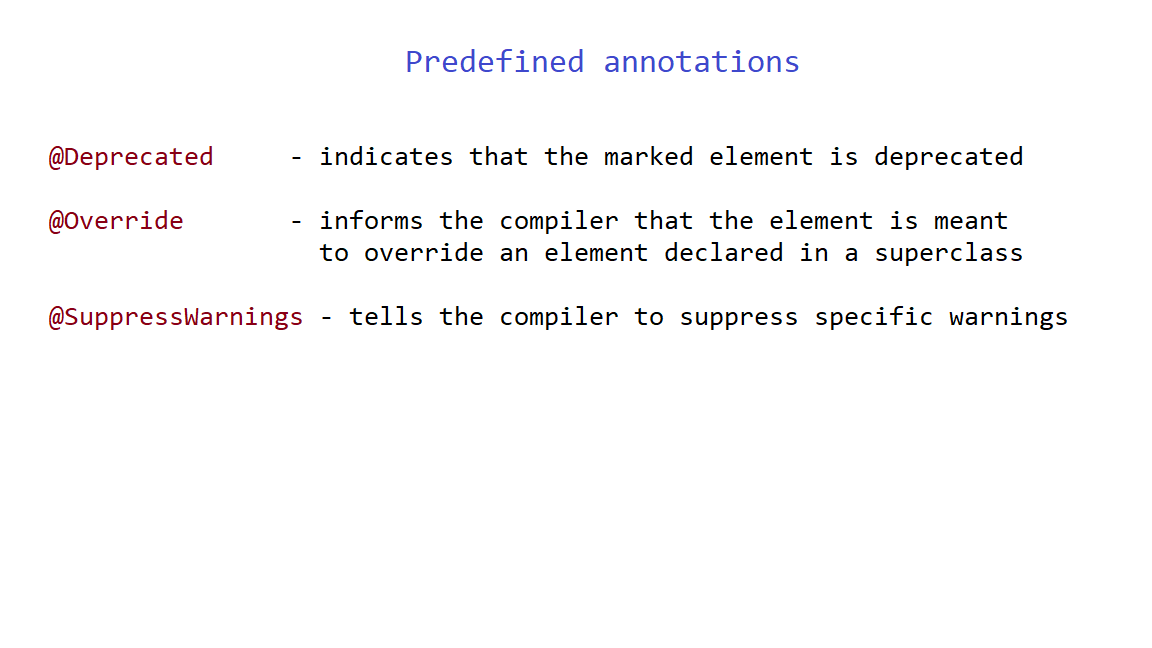 Predefined annotations
@Deprecated - indicates that the marked element is deprecated
@Override - informs the compiler that the element is meant
to override an element declared in a superclass
@SuppressWarnings - tells the compiler to suppress specific warnings